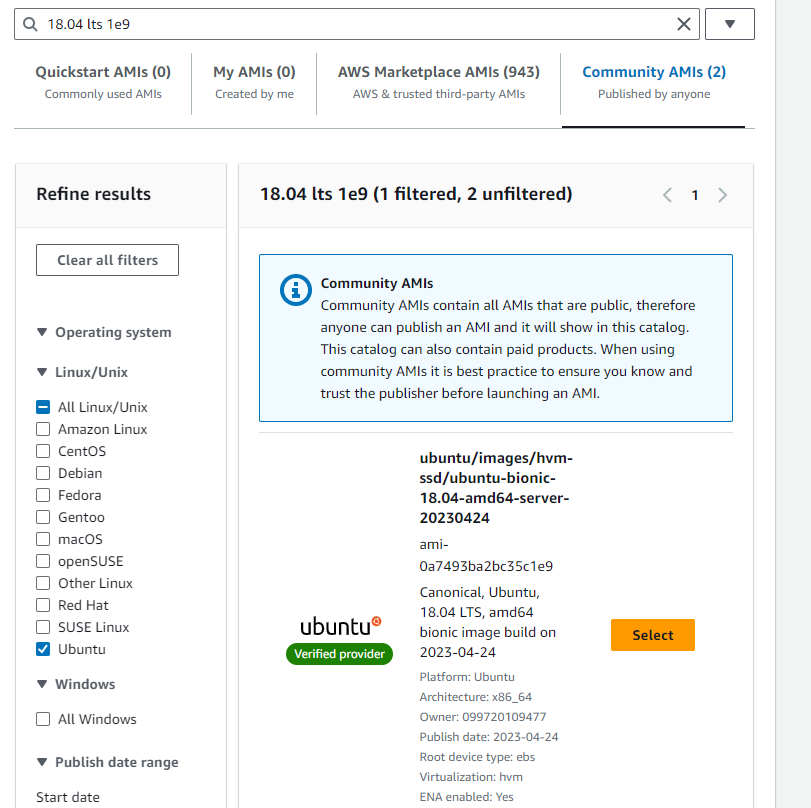 18.04 lts 1e9
Quickstart AMIs (0)
Commonly used AMIs
My AMIs (0)
Created by me
AWS Marketplace AMIs (943)
AWS & trusted third-party AMIs
Community AMIs (2)
Published by anyone
Refine results
Clear all filters
Operating system
Linux/Unix
All Linux/Unix
Amazon Linux
CentOS
Debian
Fedora
Gentoo
macOS
openSUSE
Other Linux
Red Hat
SUSE Linux
Ubuntu
Windows
All Windows
Publish date range
Start date
18.04 lts 1e9 (1 filtered, 2 unfiltered)
1
Community AMIs
Community AMIs contain all AMIs that are public, therefore
anyone can publish an AMI and it will show in this catalog.
This catalog can also contain paid products. When using
community AMIs it is best practice to ensure you know and
trust the publisher before launching an AMI.
ubuntu
Verified provider
ubuntu/images/hvm-
ssd/ubuntu-bionic-
18.04-amd64-server-
20230424
ami-
0a7493ba2bc35c1e9
Canonical, Ubuntu,
18.04 LTS, amd64
bionic image build on
2023-04-24
Platform: Ubuntu
Architecture: x86_64
Owner: 099720109477
Publish date: 2023-04-24
Root device type: ebs
Virtualization: hvm
ENA enabled: Yes
Select